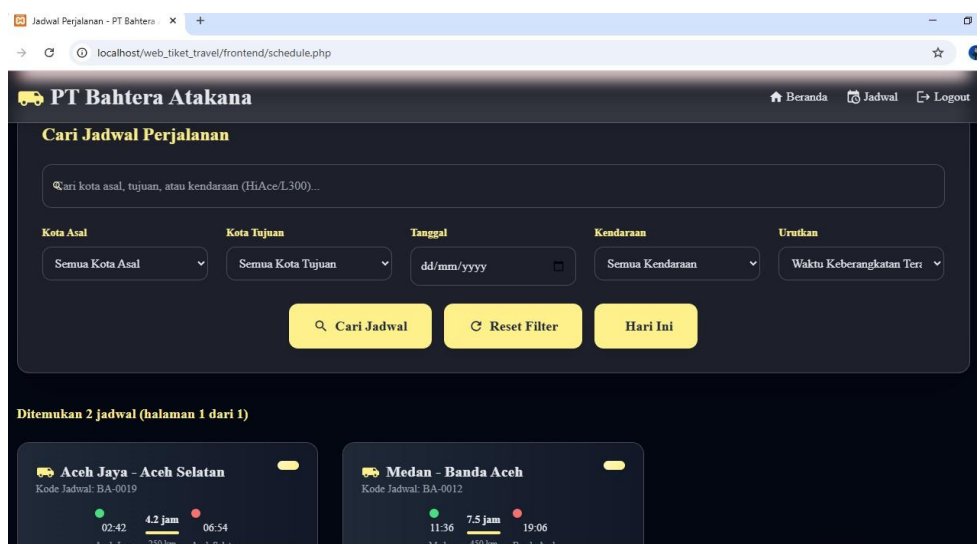 Jadwal Perjalanan - PT Bahtera
localhost/web_tiket_travel/frontend/schedule.php
PT Bahtera Atakana
Beranda Jadwal Logout
Cari Jadwal Perjalanan
Cari kota asal, tujuan, atau kendaraan (HiAce/L300)...
Kota Asal Kota Tujuan Tanggal Kendaraan Urutkan
Semua Kota Asal Semua Kota Tujuan dd/mm/yyyy Semua Kendaraan Waktu Keberangkatan Tera
Cari Jadwal Reset Filter Hari Ini
Ditemukan 2 jadwal (halaman 1 dari 1)
Aceh Jaya - Aceh Selatan
Kode Jadwal: BA-0019
02:42 4.2 jam 06:54
250 km
Medan - Banda Aceh
Kode Jadwal: BA-0012
11:36 7.5 jam 19:06
450 km